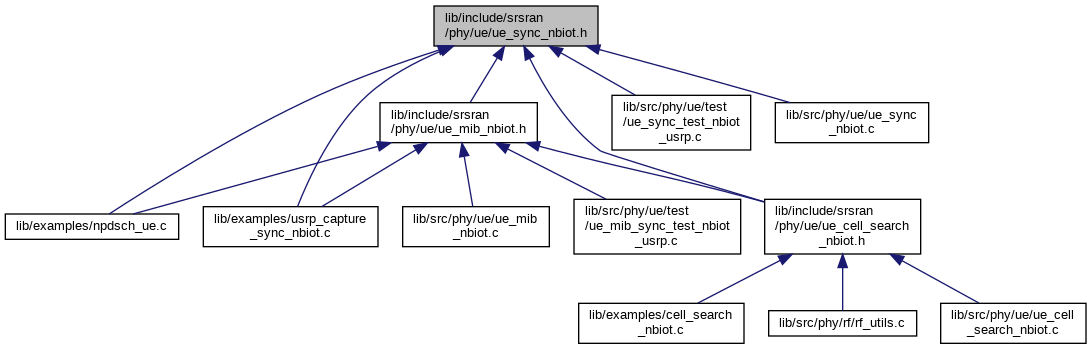 lib/include/srsran
/phy/ue/ue_sync_nbiot.h
lib/include/srsran
/phy/ue/ue_mib_nbiot.h
lib/src/phy/ue/test
/ue_sync_test_nbiot
_usrp.c
lib/src/phy/ue/ue_sync
_nbiot.c
lib/examples/npdsch_ue.c
lib/examples/usrp_capture
_sync_nbiot.c
lib/src/phy/ue/ue_mib
_nbiot.c
lib/src/phy/ue/test
/ue_mib_sync_test_nbiot
_usrp.c
lib/include/srsran
/phy/ue/ue_cell_search
_nbiot.h
lib/examples/cell_search
_nbiot.c
lib/src/phy/rf/rf_utils.c
lib/src/phy/ue/ue_cell
_search_nbiot.c